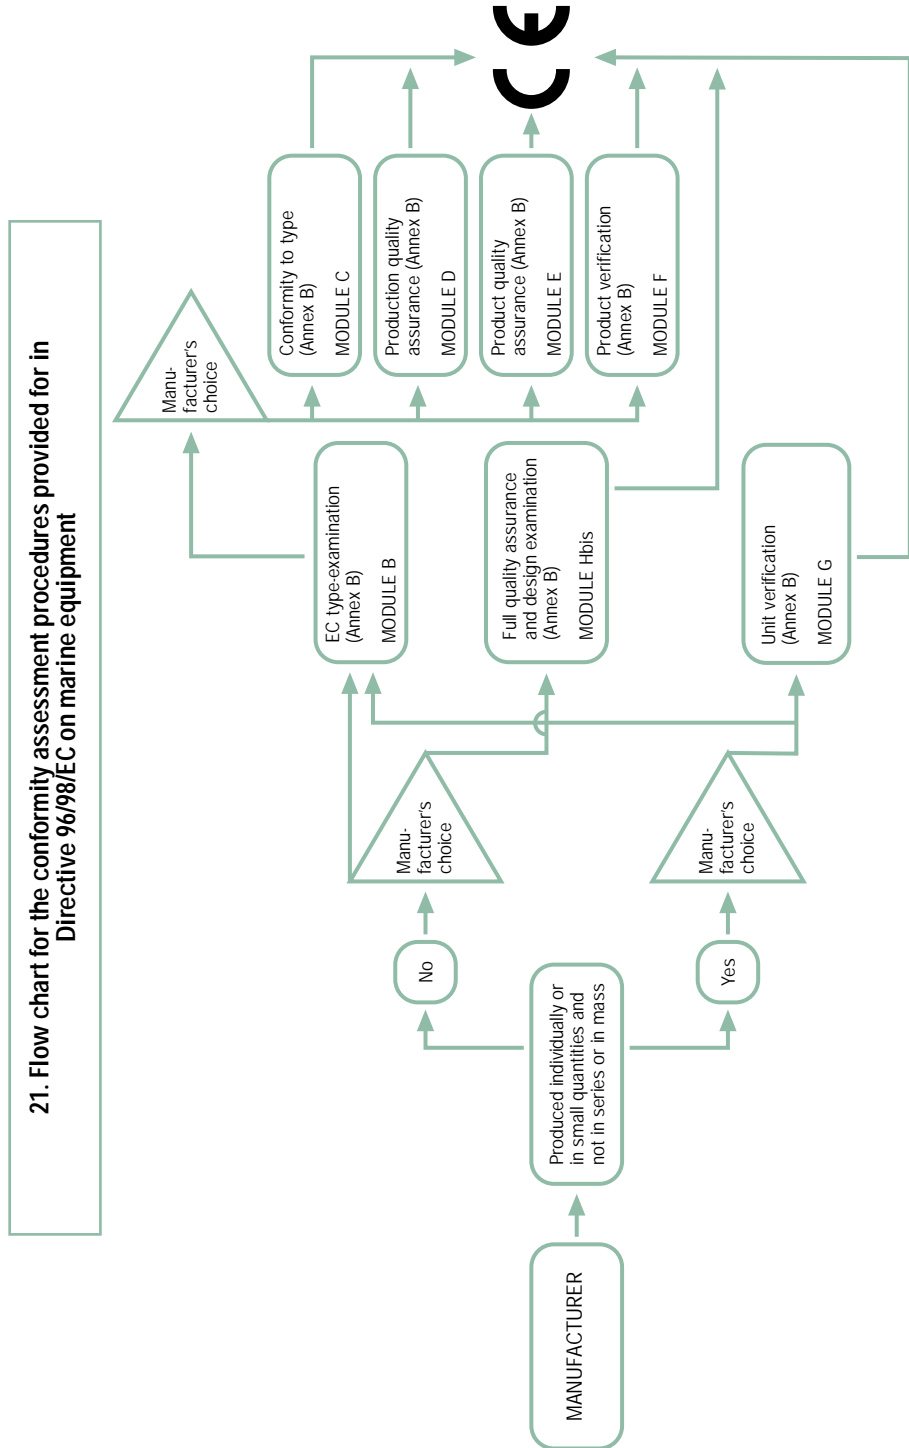 21. Flow chart for the conformity assessment procedures provided for in
Directive 96/98/EC on marine equipment
MANUFACTURER
Produced individually or
in small quantities and
not in series or in mass
No
Yes
Manu-
facturer's
choice
Manu-
facturer's
choice
EC type-examination
(Annex B)
MODULE B
Full quality assurance
and design examination
(Annex B)
MODULE Hbis
Unit verification
(Annex B)
MODULE G
Manu-
facturer's
choice
Conformity to type
(Annex B)
MODULE C
Production quality
assurance (Annex B)
MODULE D
Product quality
assurance (Annex B)
MODULE E
Product verification
(Annex B)
MODULE F
CE